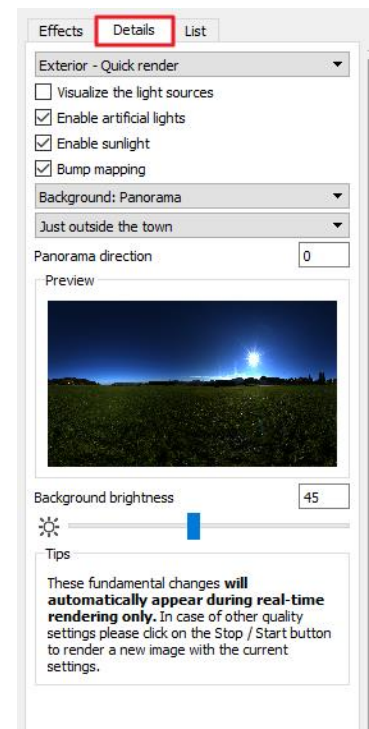 Effects Details List
Exterior - Quick render
Visualize the light sources
Enable artificial lights
Enable sunlight
Bump mapping
Background: Panorama
Just outside the town
Panorama direction 0
Preview
Background brightness 45
Tips
These fundamental changes will
automatically appear during real-time
rendering only. In case of other quality
settings please click on the Stop / Start button
to render a new image with the current
settings.